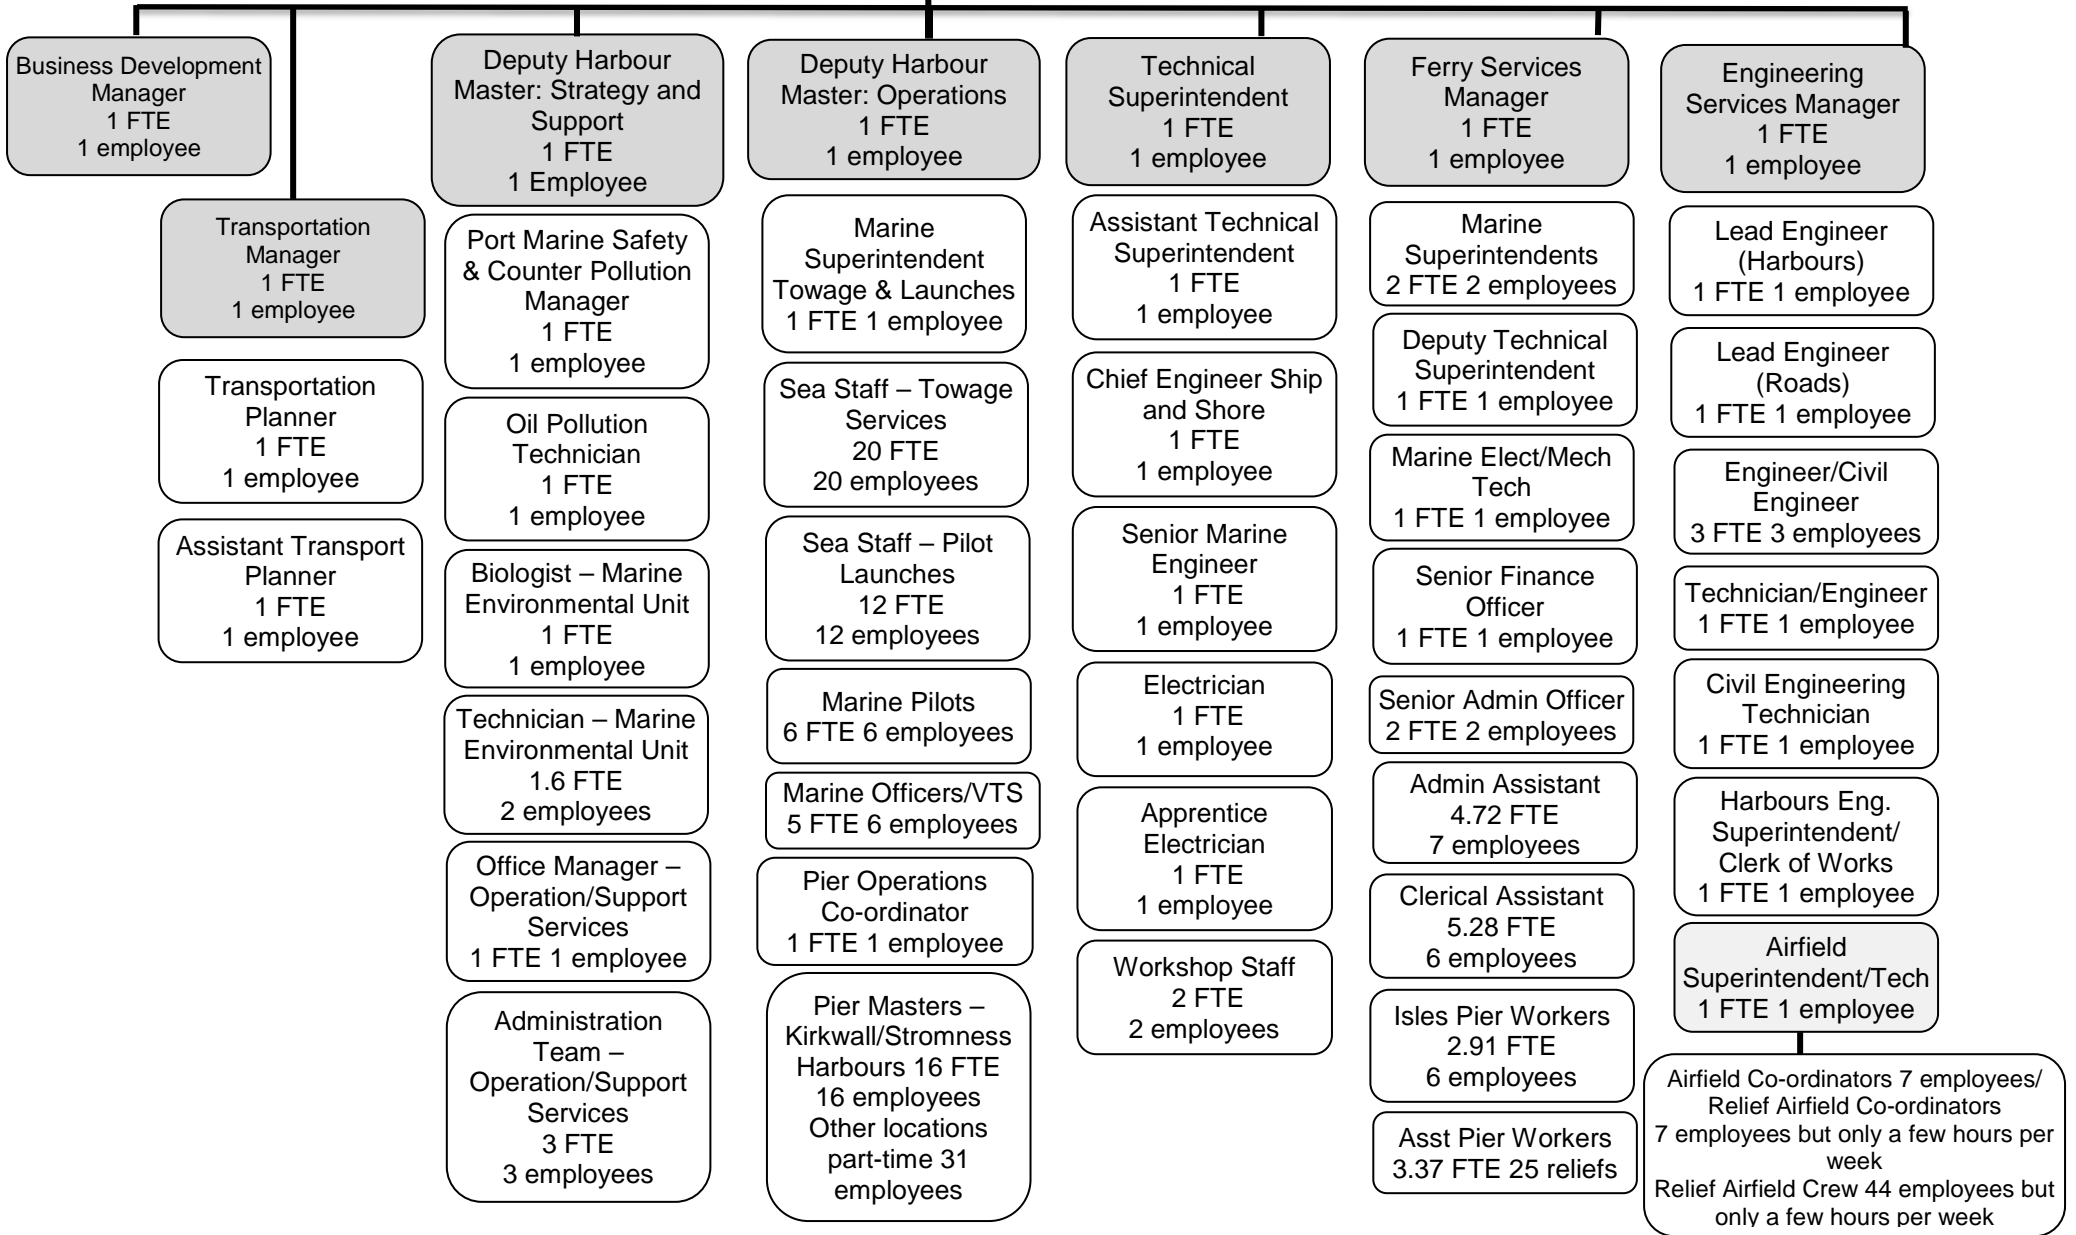 Business Development
Manager
1 FTE
1 employee
Transportation
Manager
1 FTE
1 employee
Transportation
Planner
1 FTE
1 employee
Assistant Transport
Planner
1 FTE
1 employee
Deputy Harbour
Master: Strategy and
Support
1 FTE
1 Employee
Port Marine Safety
& Counter Pollution
Manager
1 FTE
1 employee
Oil Pollution
Technician
1 FTE
1 employee
Biologist – Marine
Environmental Unit
1 FTE
1 employee
Technician – Marine
Environmental Unit
1.6 FTE
2 employees
Office Manager –
Operation/Support
Services
1 FTE 1 employee
Administration
Team –
Operation/Support
Services
3 FTE
3 employees
Deputy Harbour
Master: Operations
1 FTE
1 employee
Marine
Superintendent
Towage & Launches
1 FTE 1 employee
Sea Staff – Towage
Services
20 FTE
20 employees
Sea Staff – Pilot
Launches
12 FTE
12 employees
Marine Pilots
6 FTE 6 employees
Marine Officers/VTS
5 FTE 6 employees
Pier Operations
Co-ordinator
1 FTE 1 employee
Pier Masters –
Kirkwall/Stromness
Harbours 16 FTE
16 employees
Other locations
part-time 31
employees
Technical
Superintendent
1 FTE
1 employee
Assistant Technical
Superintendent
1 FTE
1 employee
Chief Engineer Ship
and Shore
1 FTE
1 employee
Senior Marine
Engineer
1 FTE
1 employee
Electrician
1 FTE
1 employee
Apprentice
Electrician
1 FTE
1 employee
Workshop Staff
2 FTE
2 employees
Ferry Services
Manager
1 FTE
1 employee
Marine
Superintendents
2 FTE 2 employees
Deputy Technical
Superintendent
1 FTE 1 employee
Marine Elect/Mech
Tech
1 FTE 1 employee
Senior Finance
Officer
1 FTE 1 employee
Senior Admin Officer
2 FTE 2 employees
Admin Assistant
4.72 FTE
7 employees
Clerical Assistant
5.28 FTE
6 employees
Isles Pier Workers
2.91 FTE
6 employees
Asst Pier Workers
3.37 FTE 25 reliefs
Engineering
Services Manager
1 FTE
1 employee
Lead Engineer
(Harbours)
1 FTE 1 employee
Lead Engineer
(Roads)
1 FTE 1 employee
Engineer/Civil
Engineer
3 FTE 3 employees
Technician/Engineer
1 FTE 1 employee
Civil Engineering
Technician
1 FTE 1 employee
Harbours Eng.
Superintendent/
Clerk of Works
1 FTE 1 employee
Airfield
Superintendent/Tech
1 FTE 1 employee
Airfield Co-ordinators 7 employees/
Relief Airfield Co-ordinators
7 employees but only a few hours per
week
Relief Airfield Crew 44 employees but
only a few hours per week